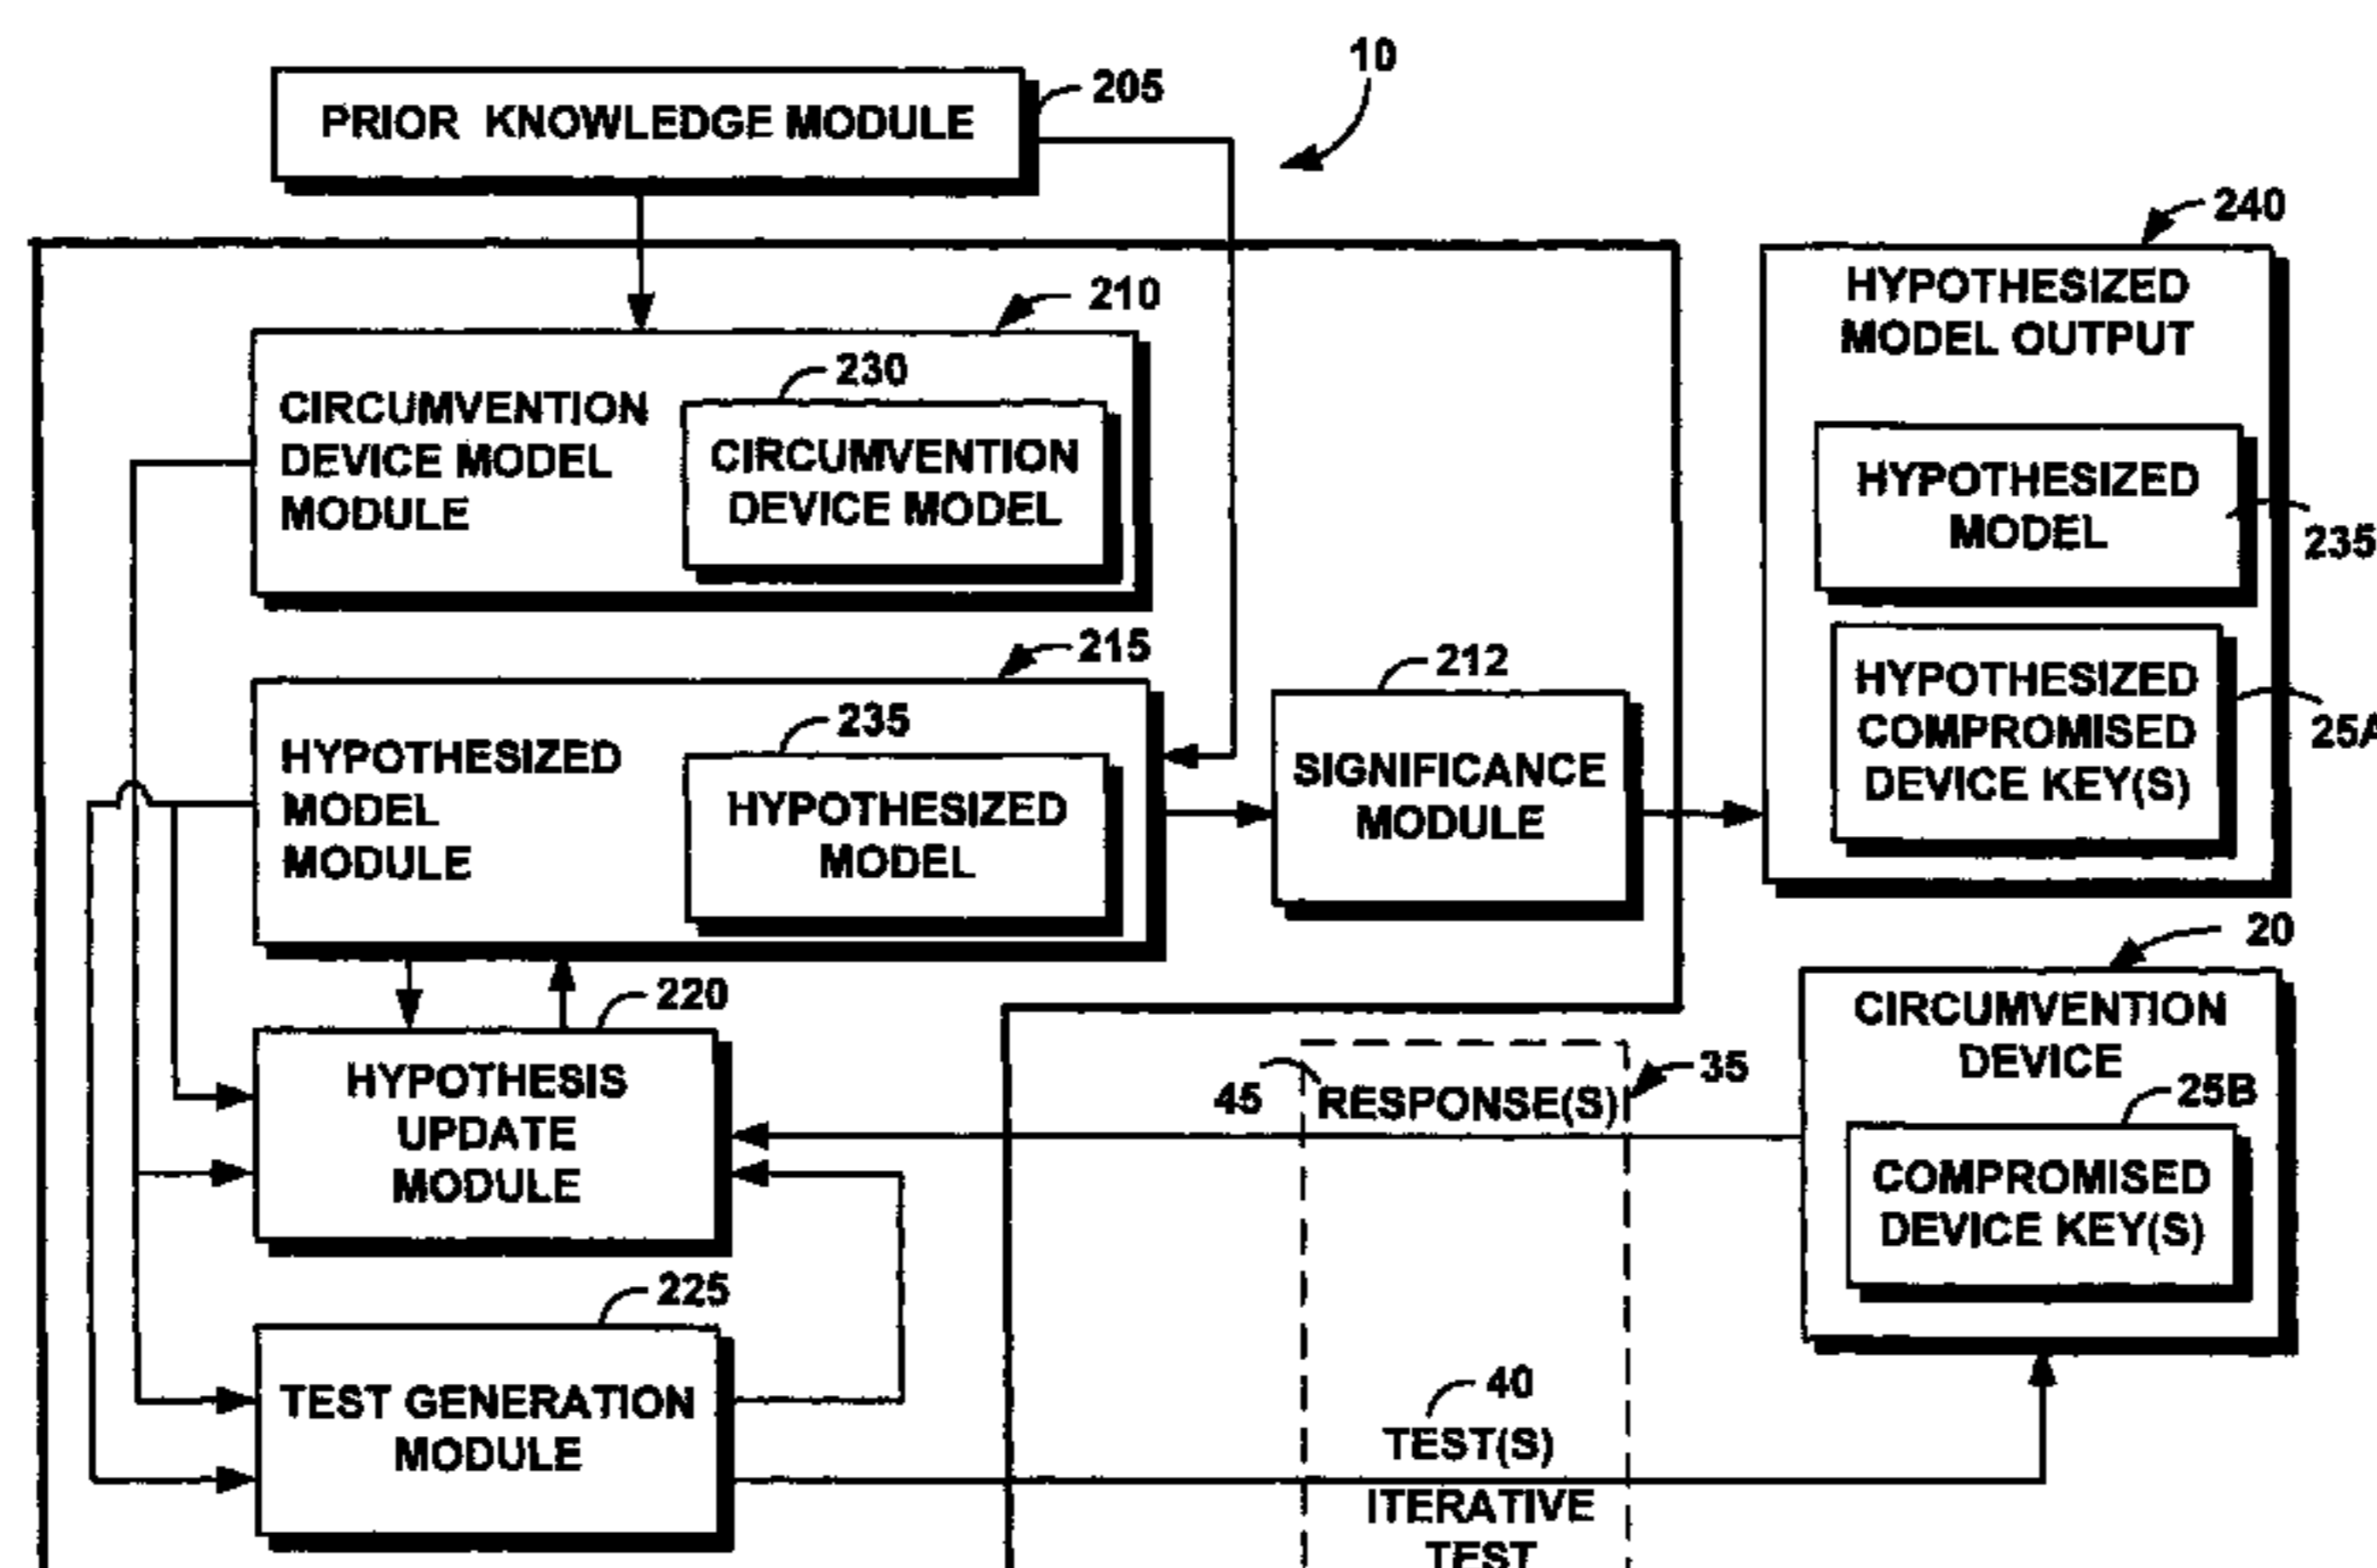 10
PRIOR KNOWLEDGE MODULE
205
240
HYPOTHESIZED
MODEL OUTPUT
210
230
CIRCUMVENTION
DEVICE MODEL
MODULE
CIRCUMVENTION
DEVICE MODEL
HYPOTHESIZED
MODEL
235
215
212
235
HYPOTHESIZED
MODEL
MODULE
HYPOTHESIZED
MODEL
SIGNIFICANCE
MODULE
HYPOTHESIZED
COMPROMISED
DEVICE KEY(S)
25A
20
220
CIRCUMVENTION
DEVICE
HYPOTHESIS
UPDATE
MODULE
45
RESPONSE(S)
35
25B
COMPROMISED
DEVICE KEY(S)
225
TEST GENERATION
MODULE
40
TEST(S)
ITERATIVE
TEST